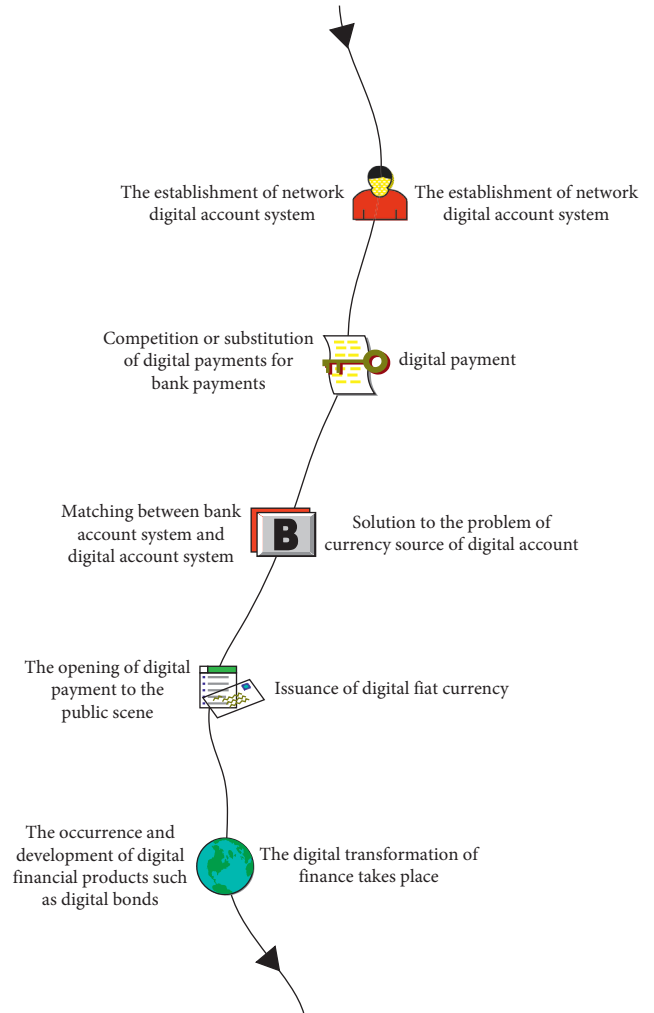 The establishment of network
digital account system
The establishment of network
digital account system
Competition or substitution
of digital payments for
bank payments
digital payment
Matching between bank
account system and
digital account system
B
Solution to the problem of
currency source of digital account
The opening of digital
payment to the
public scene
Issuance of digital fiat currency
The occurrence and
development of digital
financial products such
as digital bonds
The digital transformation of
finance takes place